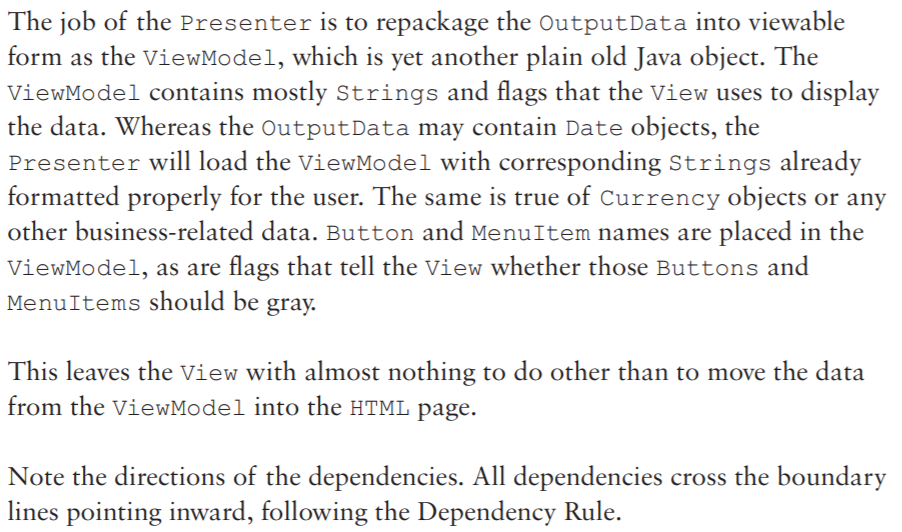 The job of the Presenter is to repackage the OutputData into viewable
form as the ViewModel, which is yet another plain old Java object. The
ViewModel contains mostly Strings and flags that the View uses to display
the data. Whereas the OutputData may contain Date objects, the
Presenter will load the ViewModel with corresponding Strings already
formatted properly for the user. The same is true of Currency objects or any
other business-related data. Button and MenuItem names are placed in the
ViewModel, as are flags that tell the View whether those Buttons and
MenuItems should be gray.
This leaves the View with almost nothing to do other than to move the data
from the ViewModel into the HTML page.
Note the directions of the dependencies. All dependencies cross the boundary
lines pointing inward, following the Dependency Rule.